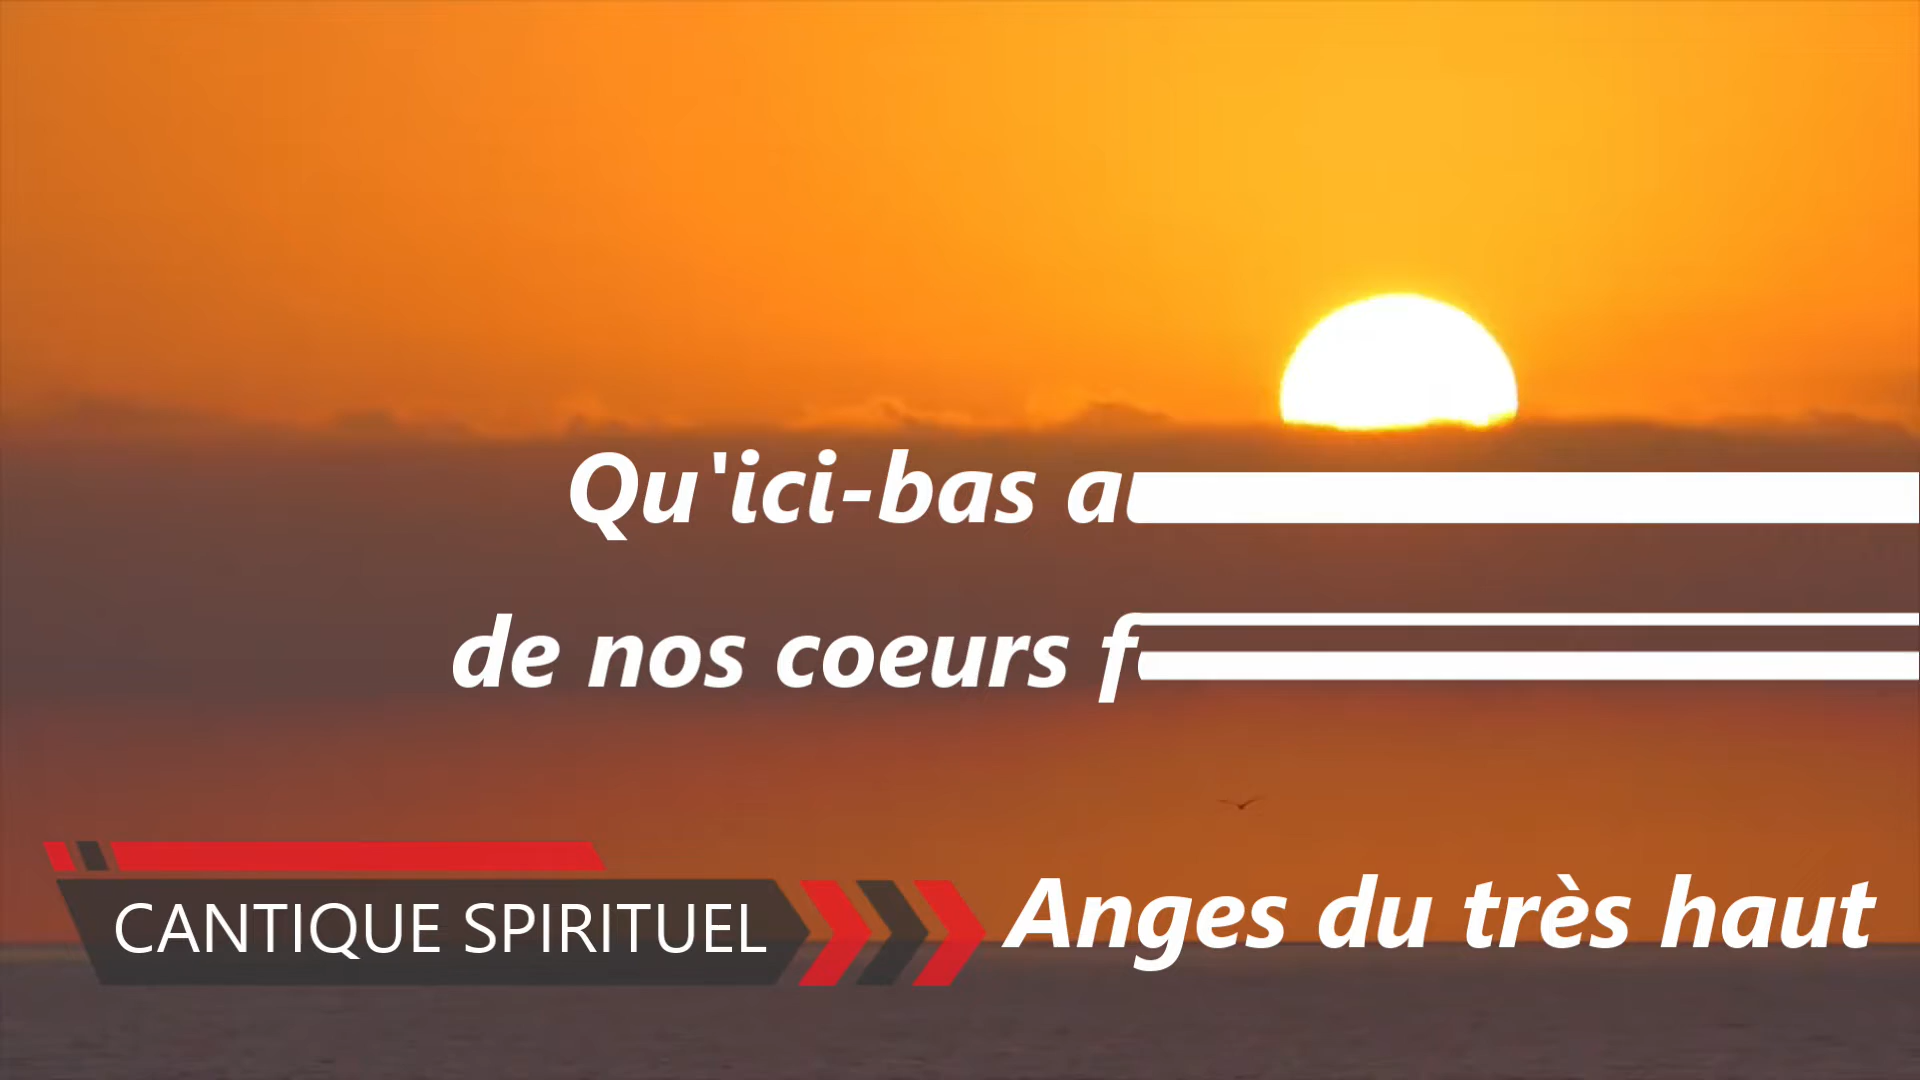 Qu'ici-bas
de nos coeurs
CANTIQUE SPIRITUEL
Anges du très haut